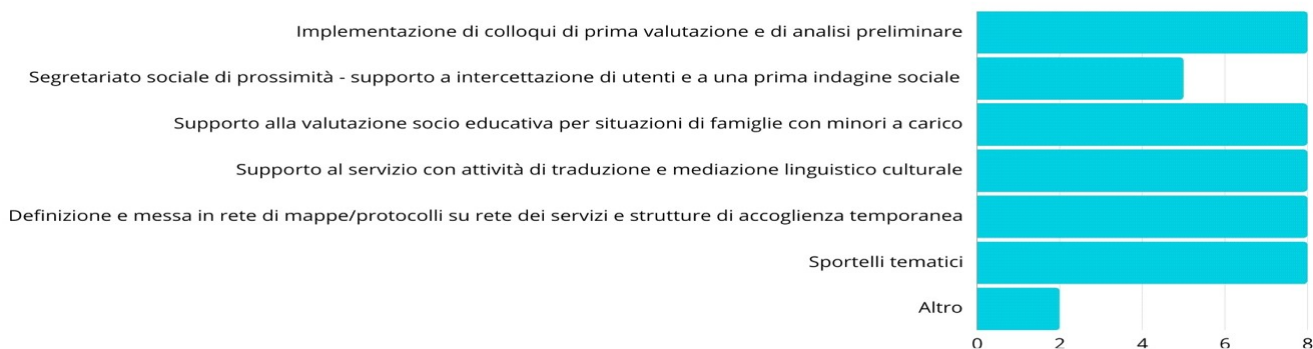 Implementazione di colloqui di prima valutazione e di analisi preliminare
Segretariato sociale di prossimità - supporto a intercettazione di utenti e a una prima indagine sociale
Supporto alla valutazione socio educativa per situazioni di famiglie con minori a carico
Supporto al servizio con attività di traduzione e mediazione linguistico culturale
Definizione e messa in rete di mappe/protocolli su rete dei servizi e strutture di accoglienza temporanea
Sportelli tematici
Altro
0 2 4 6 8